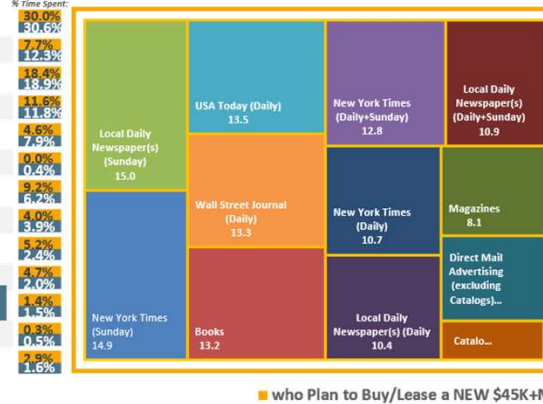 % Time Spent:
30.0%
30.6%
7.7%
12.3%
18.4%
18.9%
11.6%
11.8%
4.6%
7.9%
0.0%
0.4%
9.2%
6.2%
4.0%
3.9%
5.2%
2.4%
4.7%
2.0%
1.4%
1.5%
0.3%
0.5%
2.9%
1.6%
Local Daily
Newspaper(s)
(Sunday)
15.0
New York Times
(Sunday)
14.9
USA Today (Daily)
13.5
Wall Street Journal
(Daily)
13.3
Books
13.2
New York Times
(Daily+Sunday)
12.8
New York Times
(Daily)
10.7
Local Daily
Newspaper(s) (Daily
10.4
Local Daily
Newspaper(s)
(Daily+Sunday)
10.9
Magazines
8.1
Direct Mail
Advertising
(excluding
Catalogs)...
Catalo...
who Plan to Buy/Lease a NEW $45K+